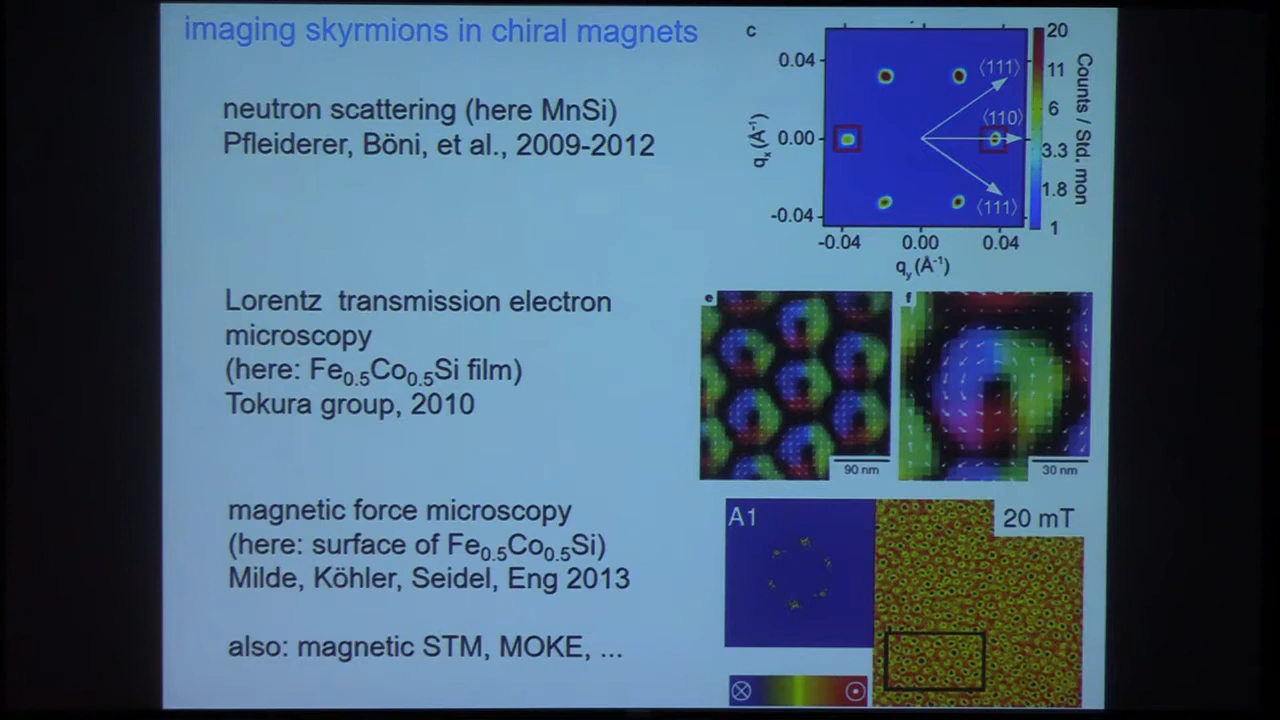 imaging skyrmions in chiral magnets
neutron scattering (here MnSi)
Pfleiderer, Böni, et al., 2009-2012
c
0.04
0.00
-0.04
qₓ (Å⁻¹)
-0.04 0.00 0.04
q_y (Å⁻¹)
⟨111⟩
⟨110⟩
⟨111⟩
20
11
6
3.3
1.8
1
Counts / Std. mon
Lorentz transmission electron
microscopy
(here: Fe₀.₅Co₀.₅Si film)
Tokura group, 2010
e
90 nm
f
30 nm
magnetic force microscopy
(here: surface of Fe₀.₅Co₀.₅Si)
Milde, Köhler, Seidel, Eng 2013
also: magnetic STM, MOKE, ...
A1
20 mT